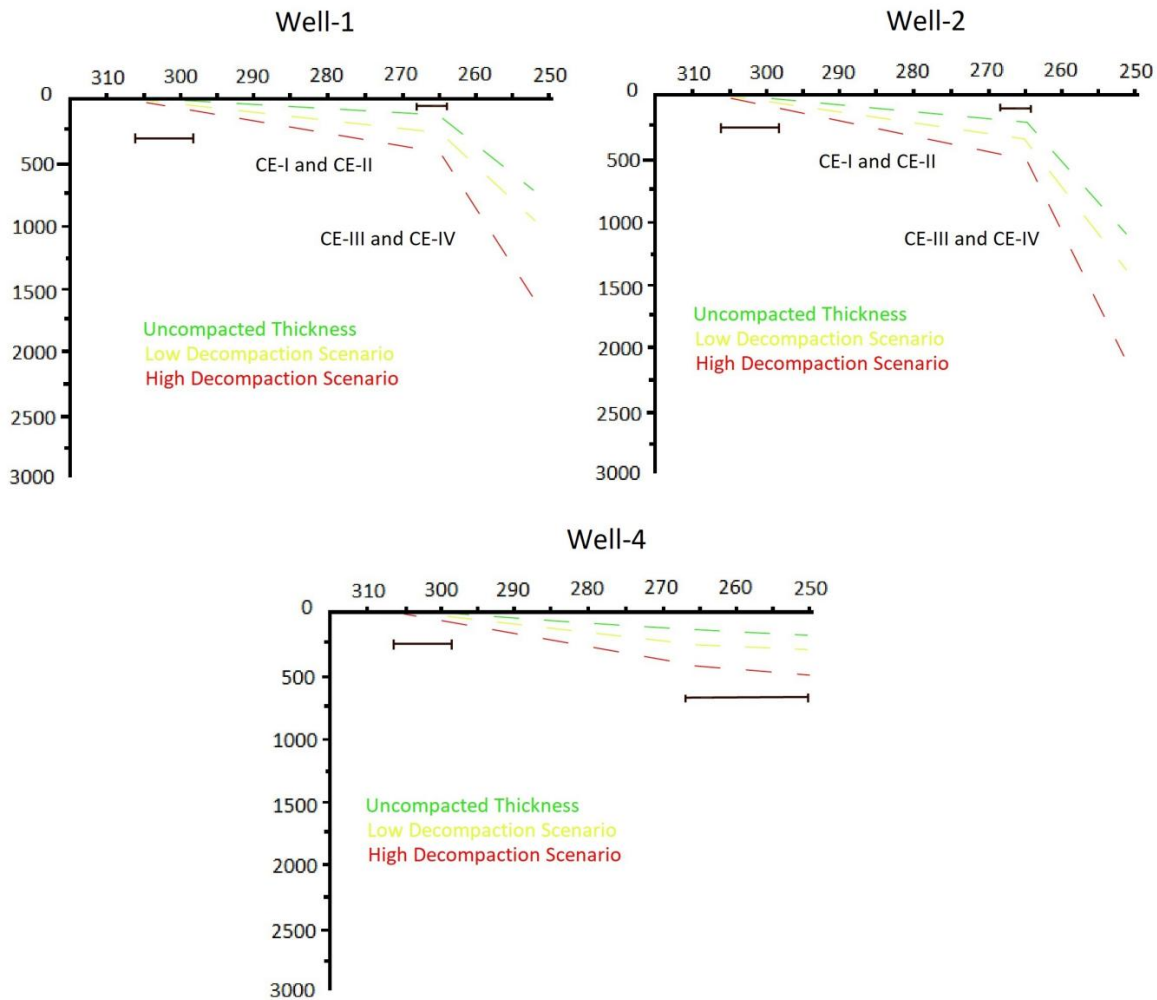 Well-1
310 300 290 280 270 260 250
0
500
1000
1500
2000
2500
3000
CE-I and CE-II
CE-III and CE-IV
Uncompacted Thickness
Low Decompaction Scenario
High Decompaction Scenario
Well-2
310 300 290 280 270 260 250
0
500
1000
1500
2000
2500
3000
CE-I and CE-II
CE-III and CE-IV
Uncompacted Thickness
Low Decompaction Scenario
High Decompaction Scenario
Well-4
310 300 290 280 270 260 250
0
500
1000
1500
2000
2500
3000
Uncompacted Thickness
Low Decompaction Scenario
High Decompaction Scenario